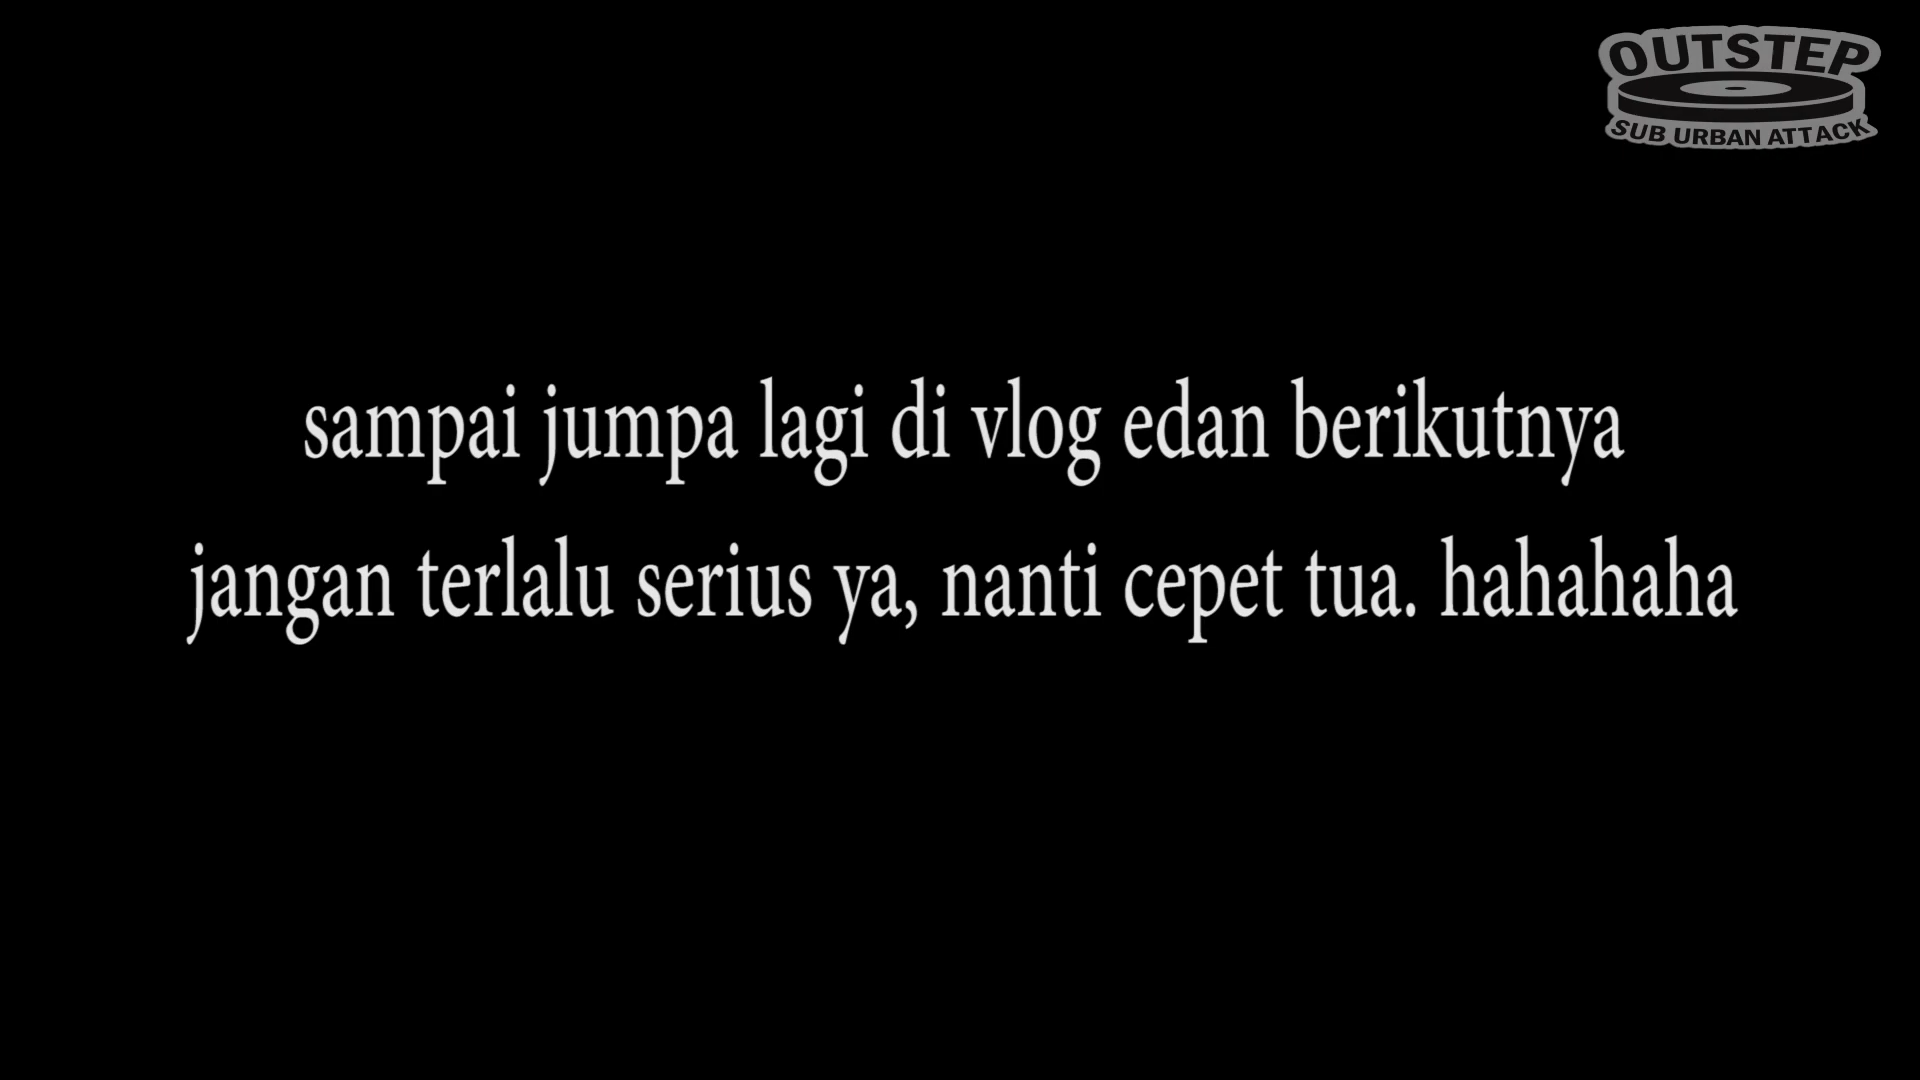 OUTSTEP
SUB URBAN ATTACK
sampai jumpa lagi di vlog edan berikutnya
jangan terlalu serius ya, nanti cepet tua. hahahaha